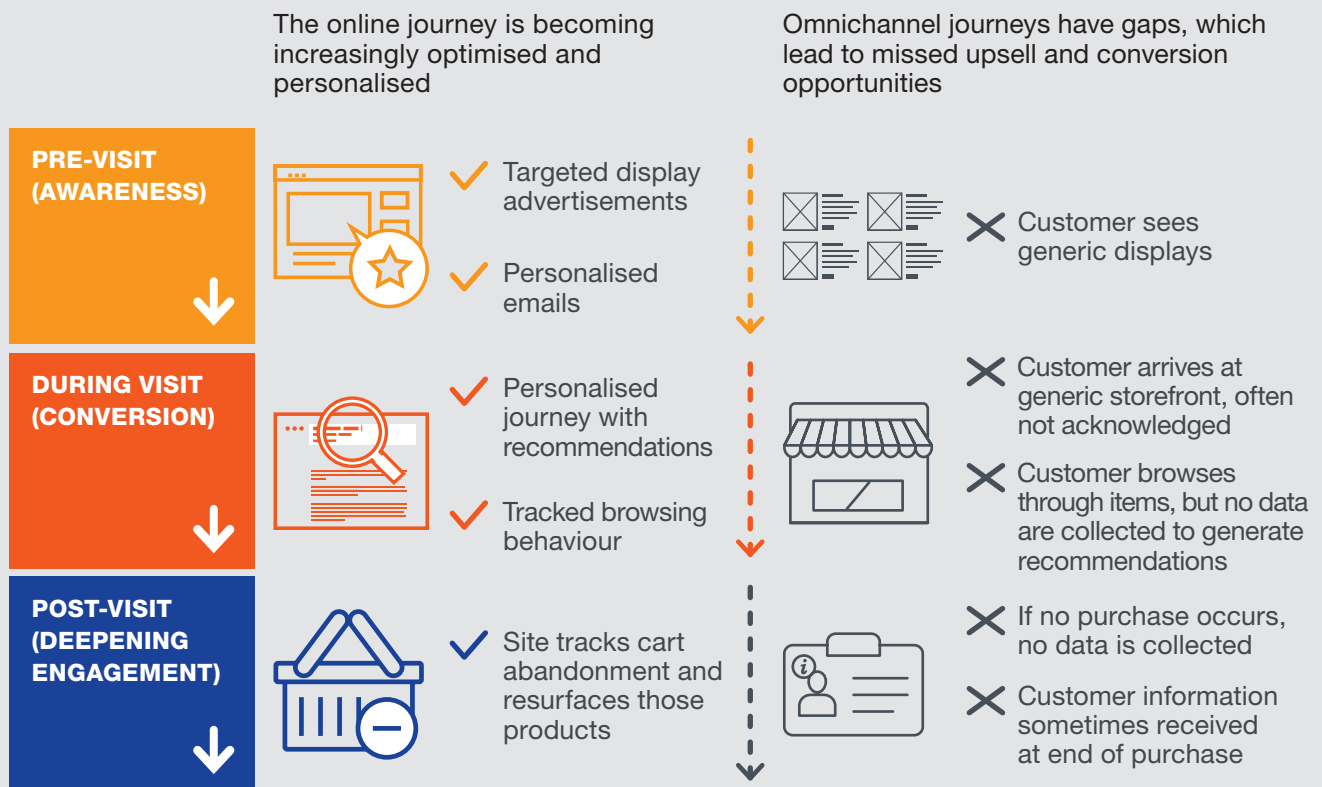 The online journey is becoming
increasingly optimised and
personalised
Omnichannel journeys have gaps, which
lead to missed upsell and conversion
opportunities
PRE-VISIT
(AWARENESS)
Targeted display
advertisements
Personalised
emails
Customer sees
generic displays
DURING VISIT
(CONVERSION)
Personalised
journey with
recommendations
Tracked browsing
behaviour
Customer arrives at
generic storefront, often
not acknowledged
Customer browses
through items, but no data
are collected to generate
recommendations
POST-VISIT
(DEEPENING
ENGAGEMENT)
Site tracks cart
abandonment and
resurfaces those
products
i
If no purchase occurs,
no data is collected
Customer information
sometimes received
at end of purchase